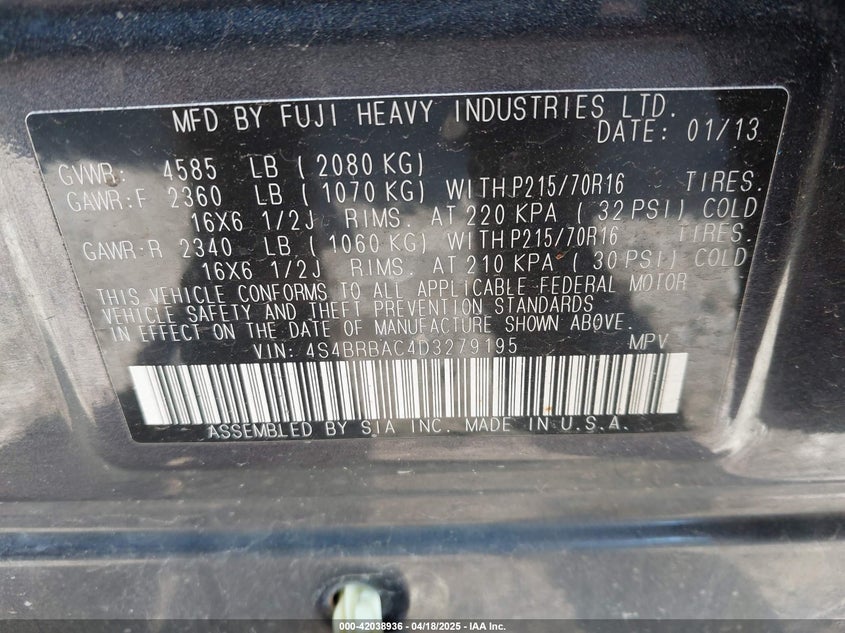 MFD BY FUJI HEAVY INDUSTRIES LTD.
DATE: 01/13
GVWR: 4585 LB ( 2080 KG)
GAWR:F 2360 LB ( 1070 KG) WITH P215/70R16 TIRES.
16X6 1/2J RIMS. AT 220 KPA ( 32 PSI) COLD
GAWR:R 2340 LB ( 1060 KG) WITH P215/70R16 TIRES.
16X6 1/2J RIMS. AT 210 KPA ( 30 PSI) COLD
THIS VEHICLE CONFORMS TO ALL APPLICABLE FEDERAL MOTOR
VEHICLE SAFETY AND THEFT PREVENTION STANDARDS
IN EFFECT ON THE DATE OF MANUFACTURE SHOWN ABOVE.
VIN: 4S4BRBAC4D3279195 MPV
ASSEMBLED BY SIA INC. MADE IN U.S.A.
000-42038936 - 04/18/2025 - IAA Inc.